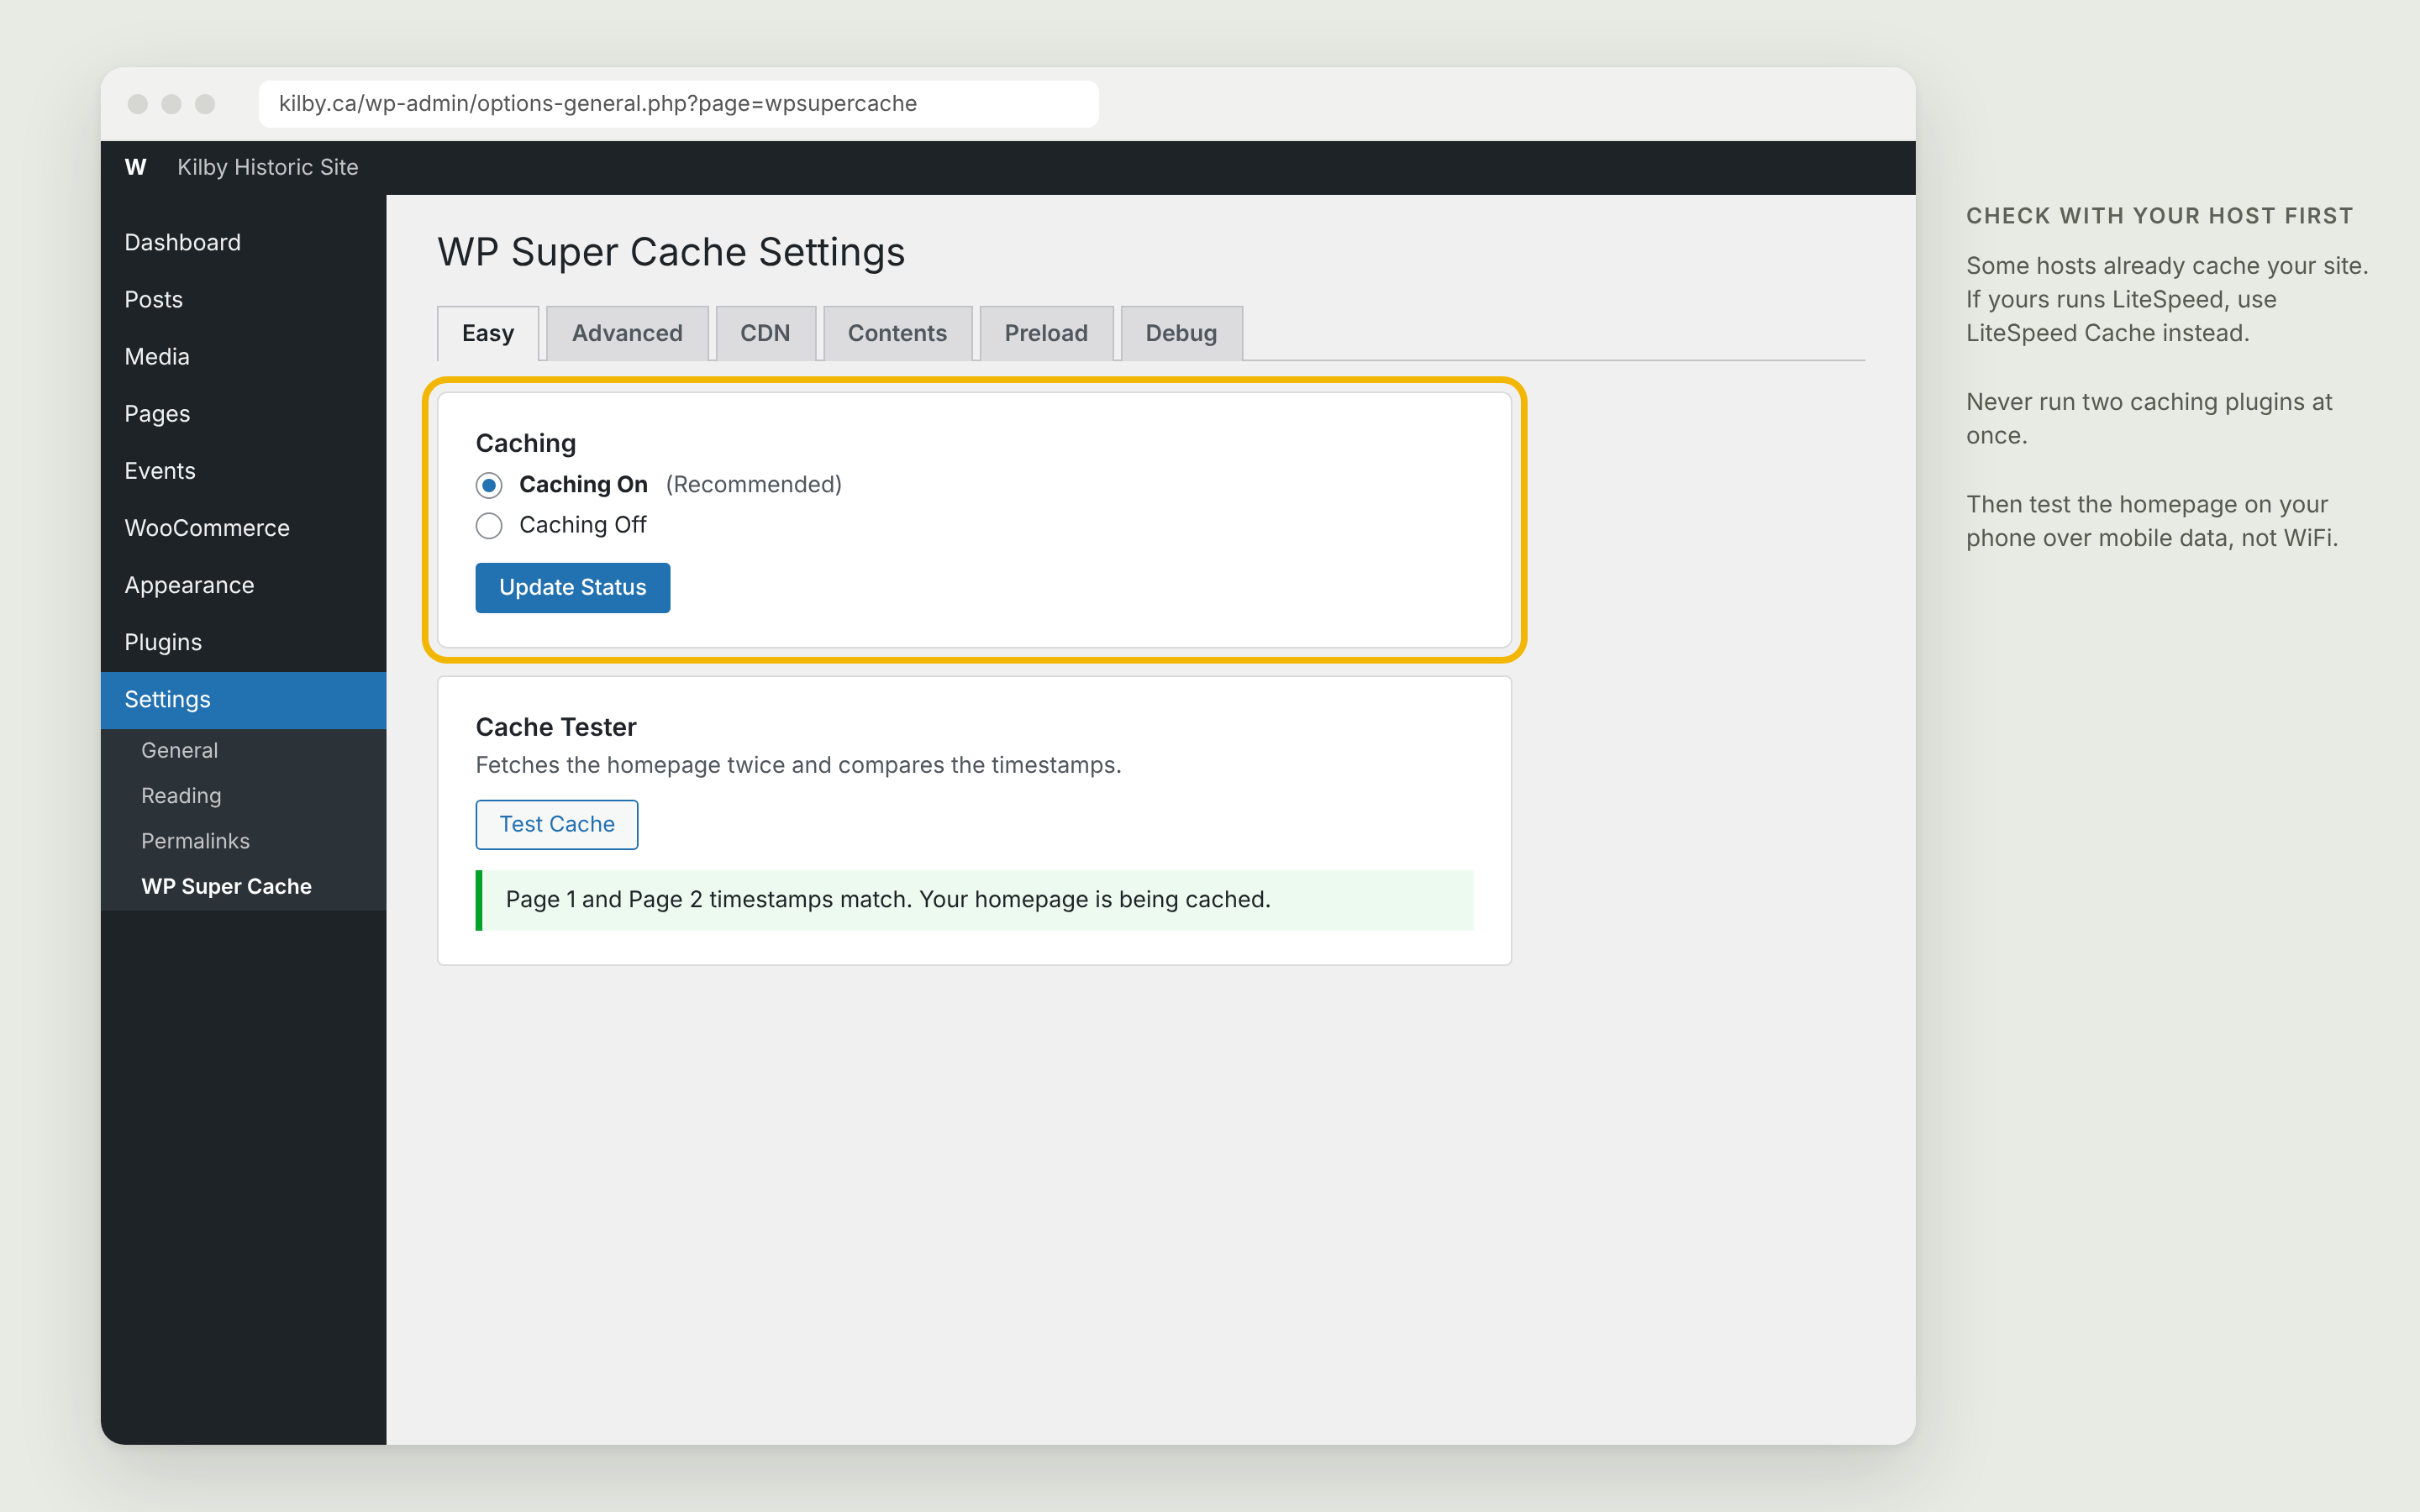 kilby.ca/wp-admin/options-general.php?page=wpsupercache
W Kilby Historic Site
Dashboard
Posts
Media
Pages
Events
WooCommerce
Appearance
Plugins
Settings
General
Reading
Permalinks
WP Super Cache
WP Super Cache Settings
Easy Advanced CDN Contents Preload Debug
Caching
Caching On (Recommended)
Caching Off
Update Status
Cache Tester
Fetches the homepage twice and compares the timestamps.
Test Cache
Page 1 and Page 2 timestamps match. Your homepage is being cached.
CHECK WITH YOUR HOST FIRST
Some hosts already cache your site.
If yours runs LiteSpeed, use
LiteSpeed Cache instead.
Never run two caching plugins at
once.
Then test the homepage on your
phone over mobile data, not WiFi.